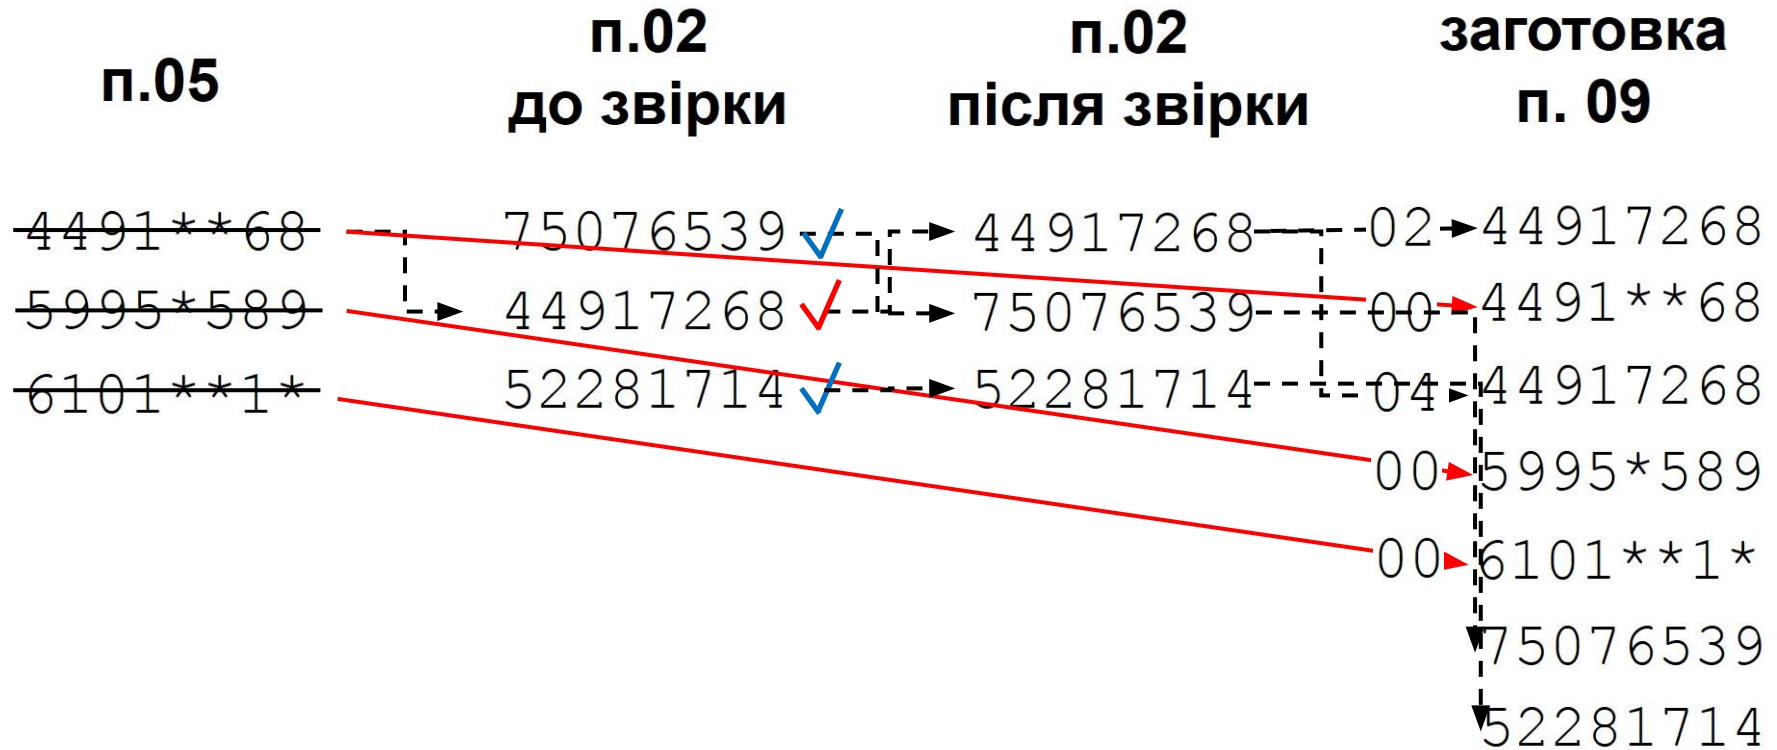 п.05
п.02
до звірки
п.02
після звірки
заготовка
п. 09
4491**68 75076539 44917268 02 44917268
5995*589 44917268 75076539 00 4491**68
6101**1* 52281714 52281714 04 44917268
00 5995*589
00 6101**1*
75076539
52281714